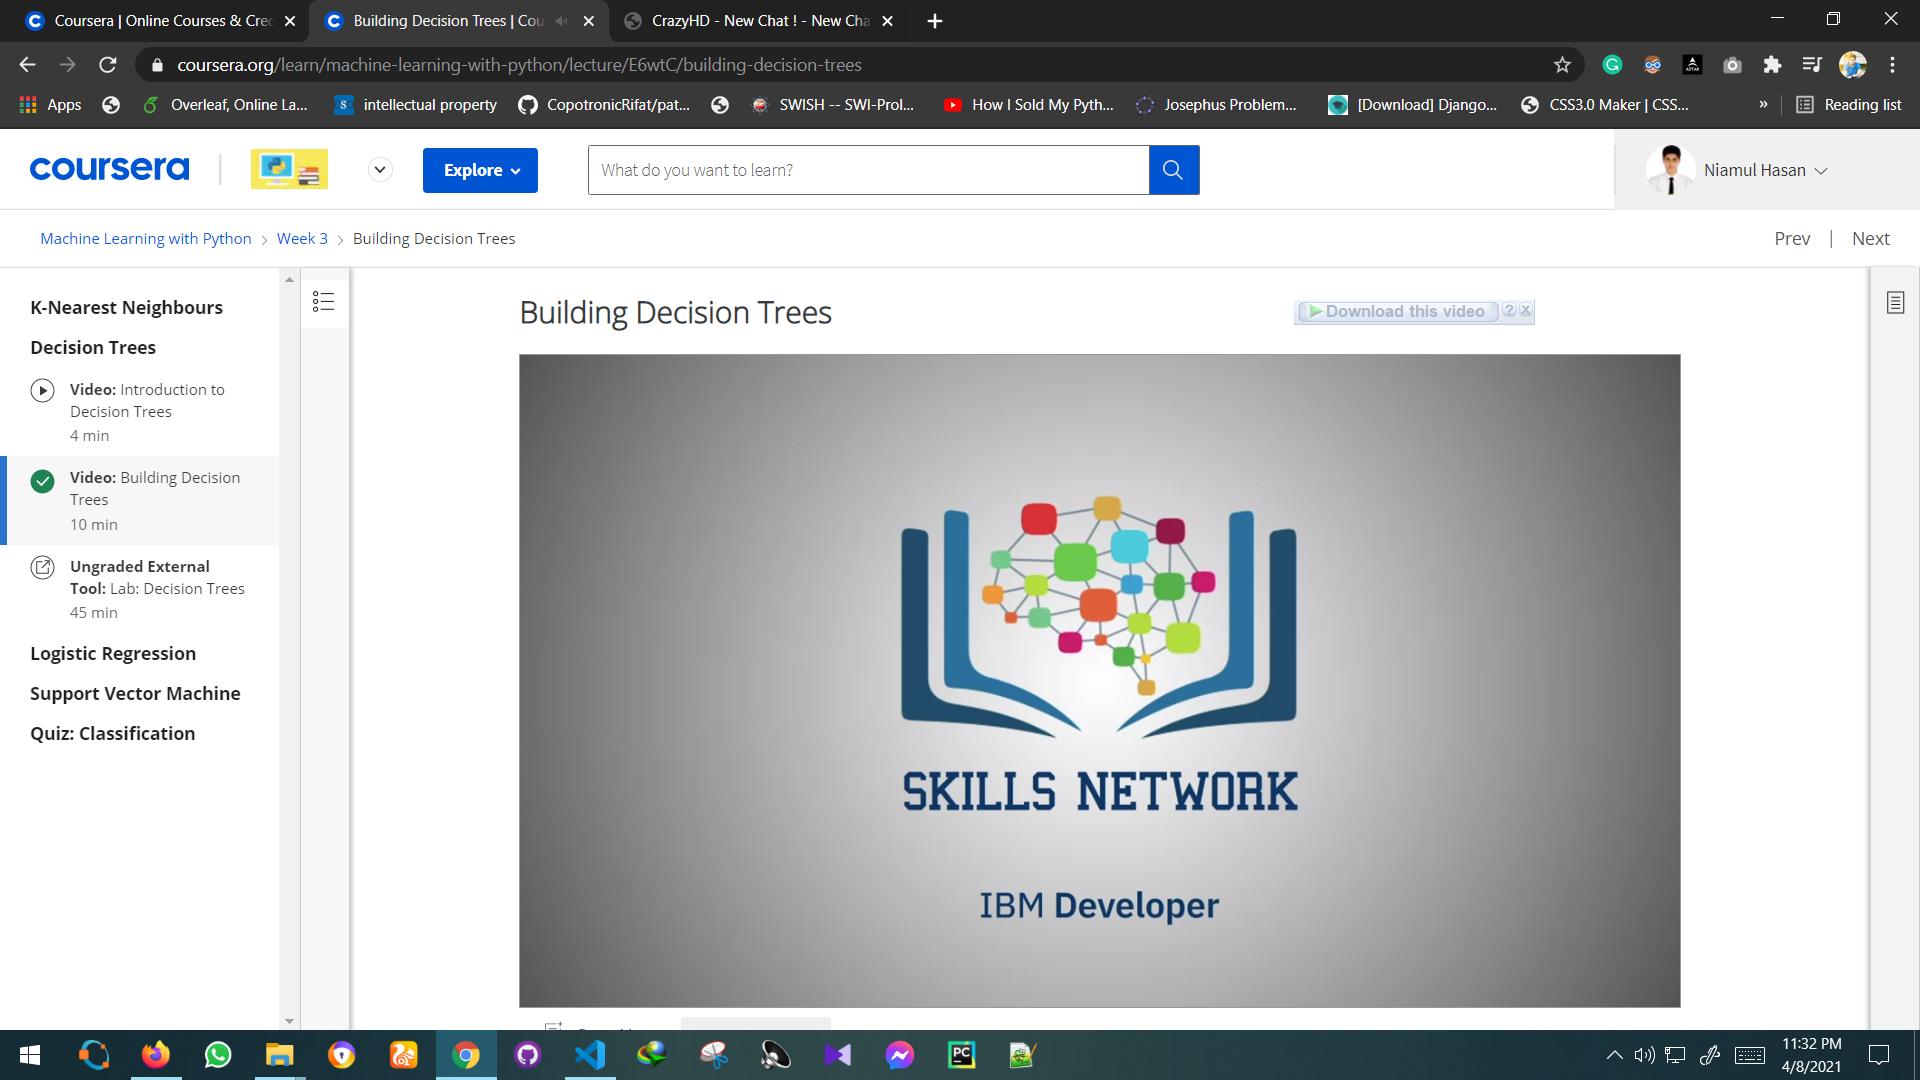 Coursera | Online Courses & Cred
Building Decision Trees | Cou
CrazyHD - New Chat ! - New Cha
coursera.org/learn/machine-learning-with-python/lecture/E6wtC/building-decision-trees
Apps
Overleaf, Online La...
intellectual property
CopotronicRifat/pat...
SWISH -- SWI-Prol...
How I Sold My Pyth...
Josephus Problem...
[Download] Django...
CSS3.0 Maker | CSS...
»
Reading list
coursera
Explore
What do you want to learn?
Niamul Hasan
Machine Learning with Python > Week 3 > Building Decision Trees
Prev | Next
K-Nearest Neighbours
Decision Trees
Video: Introduction to
Decision Trees
4 min
Video: Building Decision
Trees
10 min
Ungraded External
Tool: Lab: Decision Trees
45 min
Logistic Regression
Support Vector Machine
Quiz: Classification
Building Decision Trees
Download this video ? X
SKILLS NETWORK
IBM Developer
PC
11:32 PM
4/8/2021